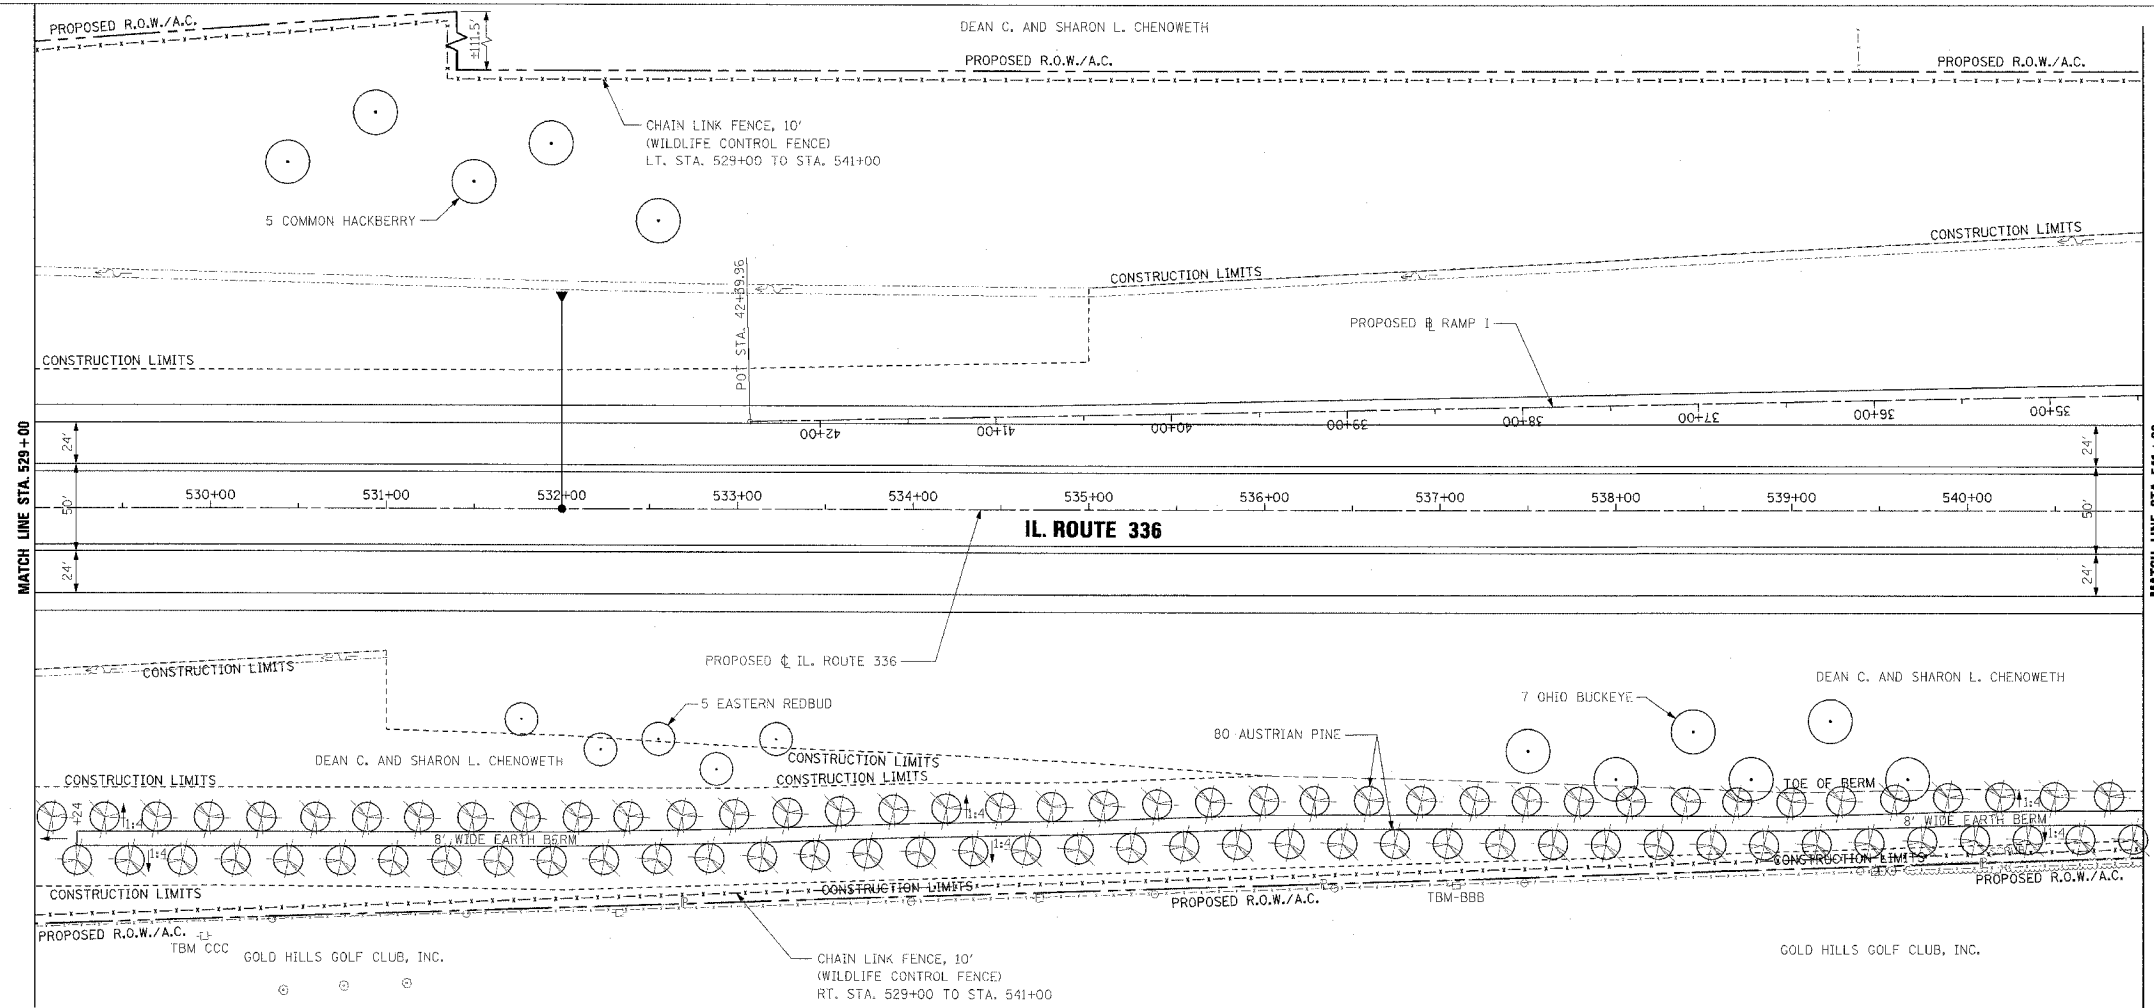 PROPOSED R.O.W./A.C.
±111.5'
DEAN C. AND SHARON L. CHENOWETH
PROPOSED R.O.W./A.C.
PROPOSED R.O.W./A.C.
CHAIN LINK FENCE, 10'
(WILDLIFE CONTROL FENCE)
LT. STA. 529+00 TO STA. 541+00
5 COMMON HACKBERRY
CONSTRUCTION LIMITS
CONSTRUCTION LIMITS
POT STA. 42+39.96
PROPOSED ⅊ RAMP I
CONSTRUCTION LIMITS
42+00
41+00
40+00
39+00
38+00
37+00
36+00
35+00
MATCH LINE STA. 529+00
24'
50'
24'
24'
50'
24'
530+00
531+00
532+00
533+00
534+00
535+00
536+00
537+00
538+00
539+00
540+00
IL. ROUTE 336
PROPOSED ℄ IL. ROUTE 336
CONSTRUCTION LIMITS
5 EASTERN REDBUD
7 OHIO BUCKEYE
DEAN C. AND SHARON L. CHENOWETH
80 AUSTRIAN PINE
DEAN C. AND SHARON L. CHENOWETH
CONSTRUCTION LIMITS
CONSTRUCTION LIMITS
CONSTRUCTION LIMITS
TOE OF BERM
+24
1:4
1:4
1:4
8' WIDE EARTH BERM
8' WIDE EARTH BERM
1:4
1:4
1:4
CONSTRUCTION LIMITS
CONSTRUCTION LIMITS
CONSTRUCTION LIMITS
PROPOSED R.O.W./A.C.
PROPOSED R.O.W./A.C.
TBM-BBB
PROPOSED R.O.W./A.C.
TBM CCC
GOLD HILLS GOLF CLUB, INC.
GOLD HILLS GOLF CLUB, INC.
CHAIN LINK FENCE, 10'
(WILDLIFE CONTROL FENCE)
RT. STA. 529+00 TO STA. 541+00